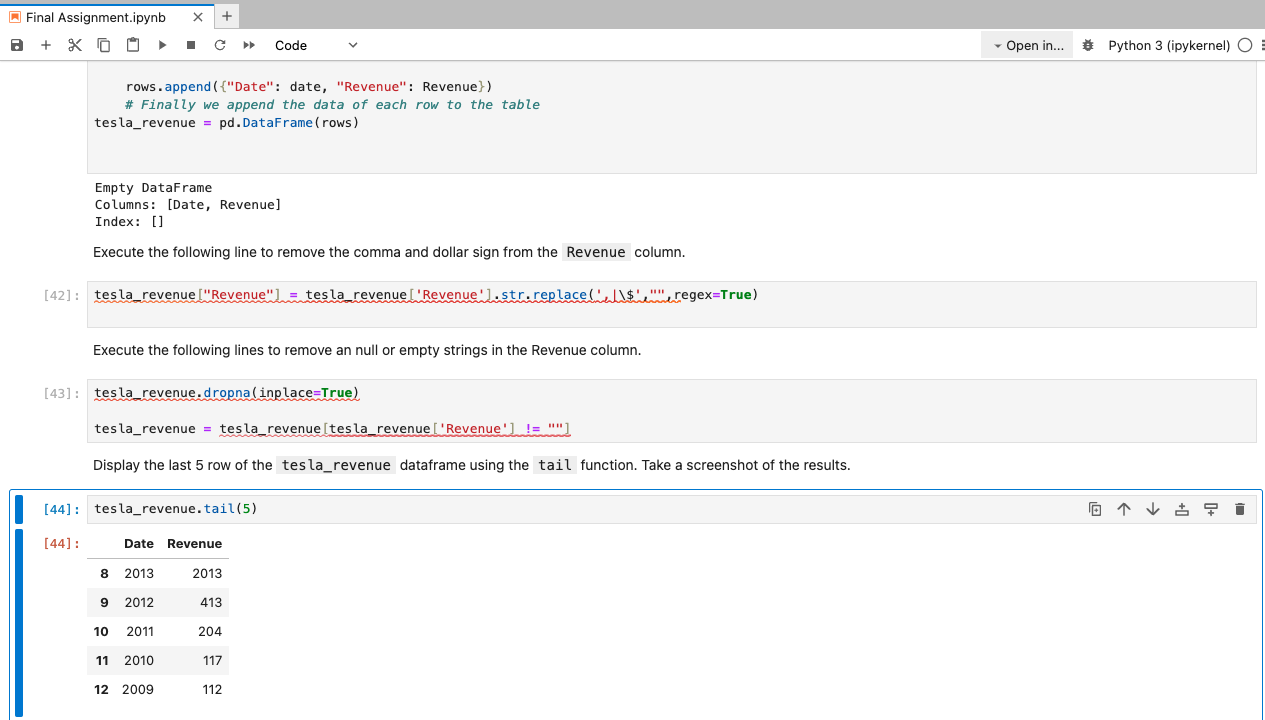 Final Assignment.ipynb
Code
Open in...
Python 3 (ipykernel)
rows.append({"Date": date, "Revenue": Revenue})
# Finally we append the data of each row to the table
tesla_revenue = pd.DataFrame(rows)
Empty DataFrame
Columns: [Date, Revenue]
Index: []
Execute the following line to remove the comma and dollar sign from the Revenue column.
[42]:
tesla_revenue["Revenue"] = tesla_revenue['Revenue'].str.replace(',|\$',"",regex=True)
Execute the following lines to remove an null or empty strings in the Revenue column.
[43]:
tesla_revenue.dropna(inplace=True)
tesla_revenue = tesla_revenue[tesla_revenue['Revenue'] != ""]
Display the last 5 row of the tesla_revenue dataframe using the tail function. Take a screenshot of the results.
[44]:
tesla_revenue.tail(5)
[44]:
Date Revenue
8 2013 2013
9 2012 413
10 2011 204
11 2010 117
12 2009 112